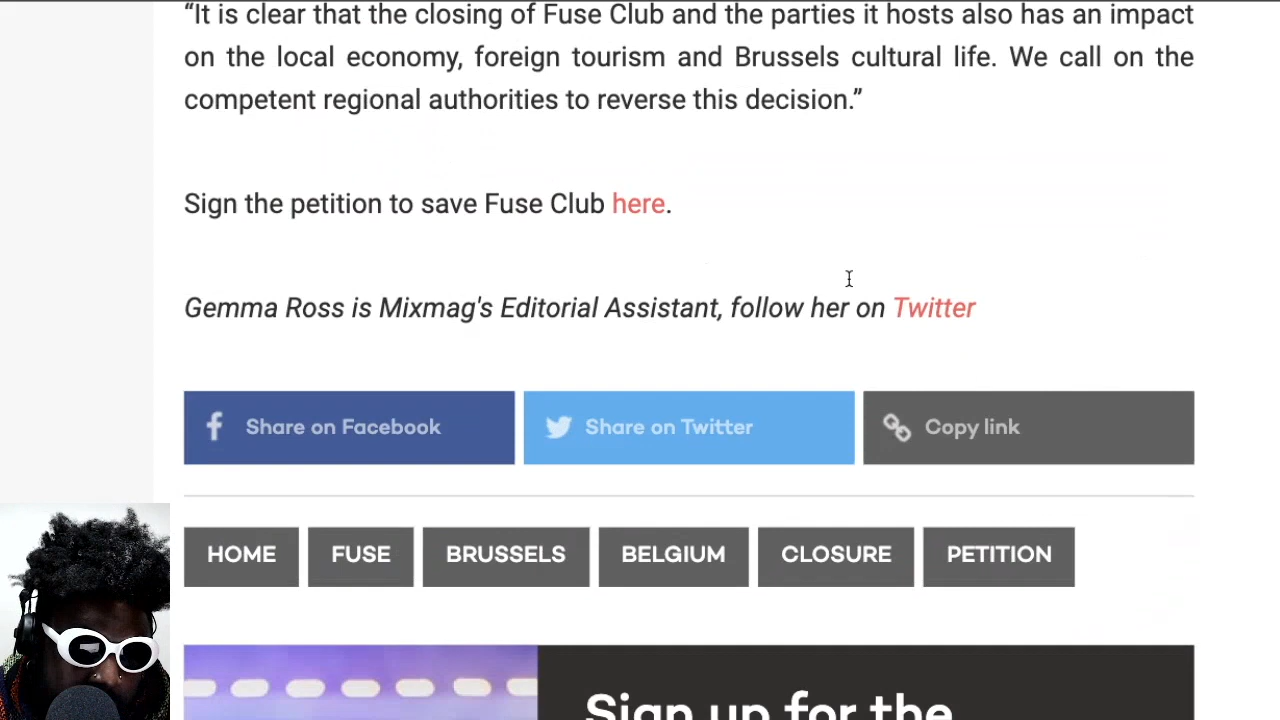 “It is clear that the closing of Fuse Club and the parties it hosts also has an impact
on the local economy, foreign tourism and Brussels cultural life. We call on the
competent regional authorities to reverse this decision.”
Sign the petition to save Fuse Club here.
Gemma Ross is Mixmag's Editorial Assistant, follow her on Twitter
Share on Facebook
Share on Twitter
Copy link
HOME
FUSE
BRUSSELS
BELGIUM
CLOSURE
PETITION
Sign up for the